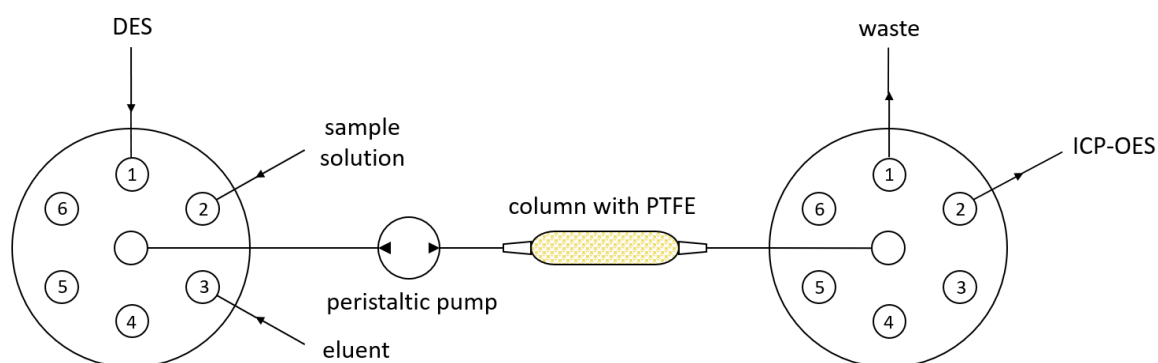 DES
waste
sample
solution
ICP-OES
1
2
3
4
5
6
column with PTFE
peristaltic pump
eluent
1
2
3
4
5
6